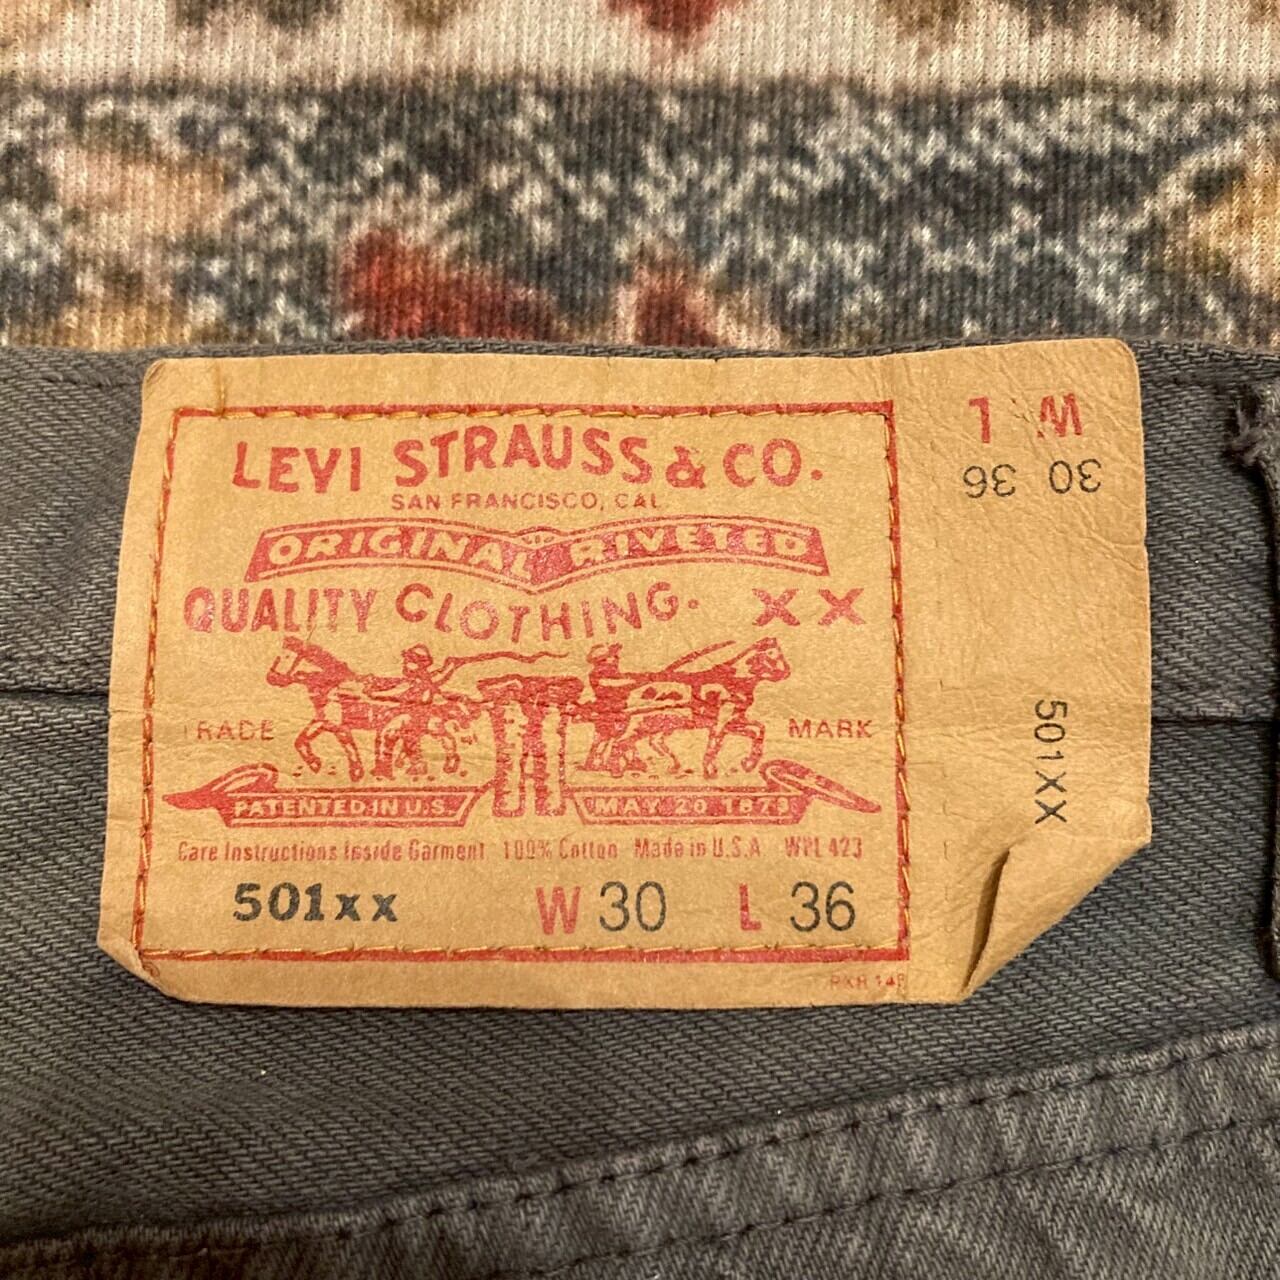 LEVI STRAUSS & CO.
SAN FRANCISCO, CAL
ORIGINAL RIVETED
QUALITY CLOTHING. XX
TRADE MARK
PATENTED IN U.S. MAY 20 1873
Care Instructions Inside Garment 100% Cotton Made in U.S.A WPL 423
501xx W 30 L 36
W L
30 36
501XX